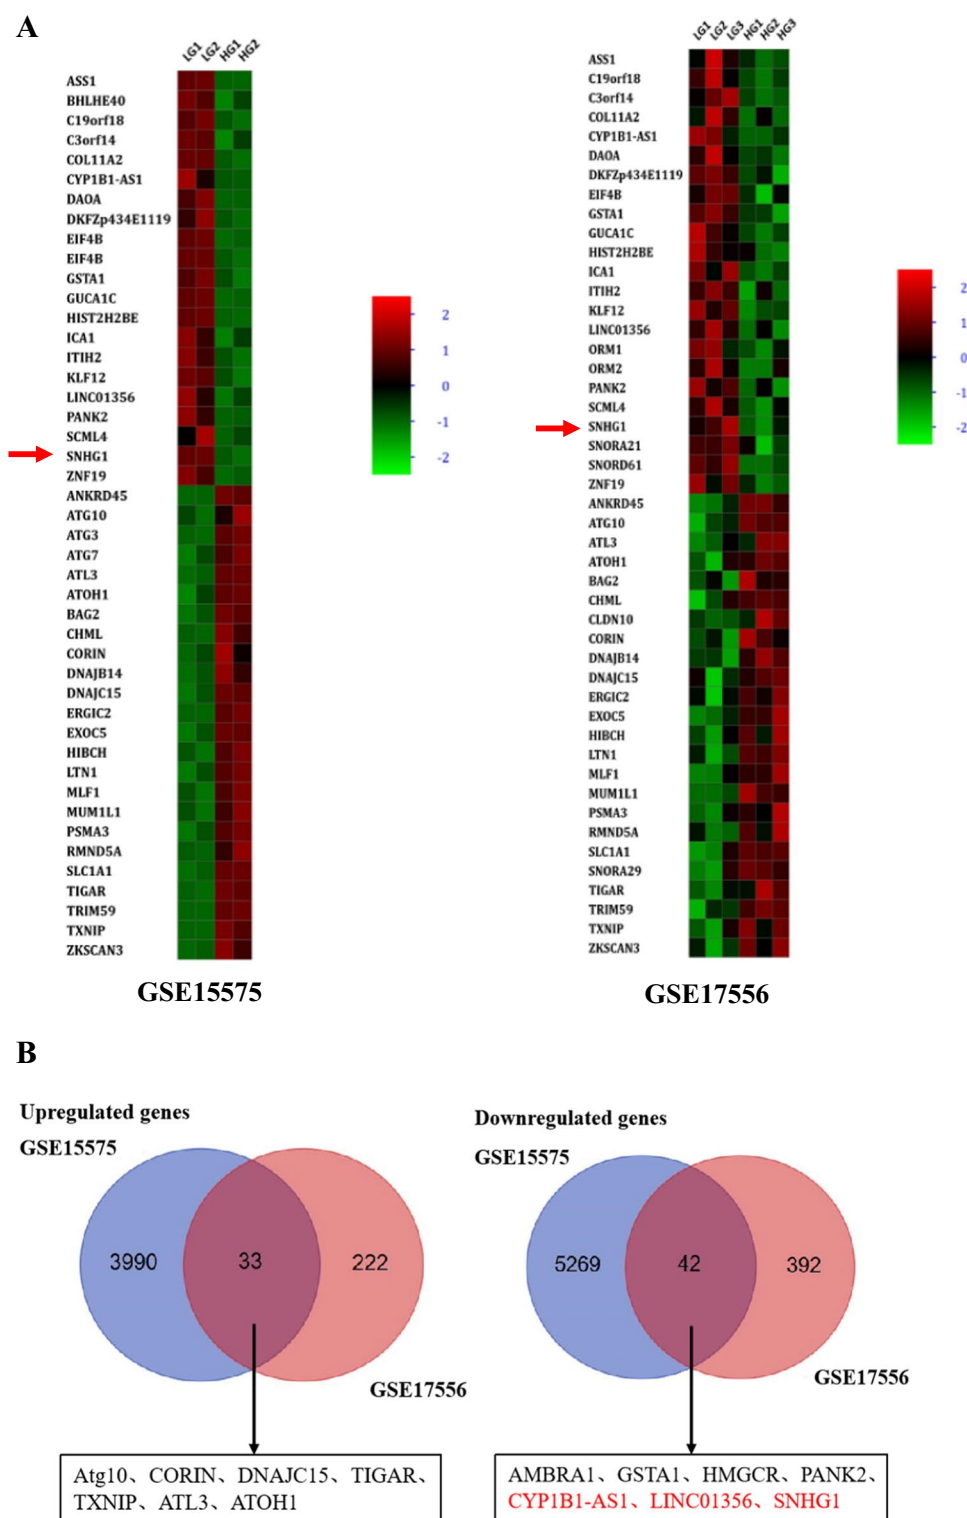 A
LG1 LG2 HG1 HG2
ASS1
BHLHE40
C19orf18
C3orf14
COL11A2
CYP1B1-AS1
DAOA
DKFZp434E1119
EIF4B
EIF4B
GSTA1
GUCA1C
HIST2H2BE
ICA1
ITIH2
KLF12
LINC01356
PANK2
SCML4
SNHG1
ZNF19
ANKRD45
ATG10
ATG3
ATG7
ATL3
ATOH1
BAG2
CHML
CORIN
DNAJB14
DNAJC15
ERGIC2
EXOC5
HIBCH
LTN1
MLF1
MUM1L1
PSMA3
RMND5A
SLC1A1
TIGAR
TRIM59
TXNIP
ZKSCAN3
2
1
0
-1
-2
GSE15575
LG1 LG2 LG3 HG1 HG2 HG3
ASS1
C19orf18
C3orf14
COL11A2
CYP1B1-AS1
DAOA
DKFZp434E1119
EIF4B
GSTA1
GUCA1C
HIST2H2BE
ICA1
ITIH2
KLF12
LINC01356
ORM1
ORM2
PANK2
SCML4
SNHG1
SNORA21
SNORD61
ZNF19
ANKRD45
ATG10
ATL3
ATOH1
BAG2
CHML
CLDN10
CORIN
DNAJB14
DNAJC15
ERGIC2
EXOC5
HIBCH
LTN1
MLF1
MUM1L1
PSMA3
RMND5A
SLC1A1
SNORA29
TIGAR
TRIM59
TXNIP
ZKSCAN3
2
1
0
-1
-2
GSE17556
B
Upregulated genes
GSE15575
3990 33 222
GSE17556
Atg10、CORIN、DNAJC15、TIGAR、
TXNIP、ATL3、ATOH1
Downregulated genes
GSE15575
5269 42 392
GSE17556
AMBRA1、GSTA1、HMGCR、PANK2、
CYP1B1-AS1、LINC01356、SNHG1